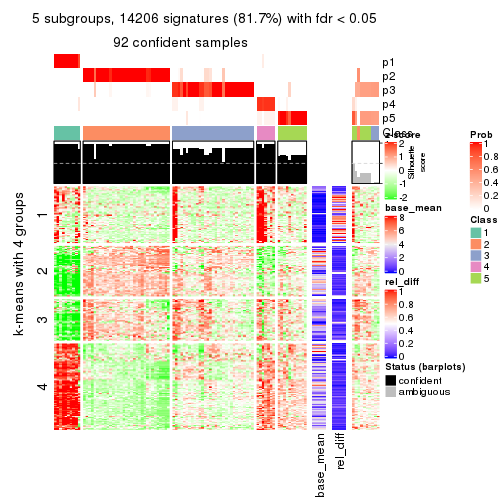 5 subgroups, 14206 signatures (81.7%) with fdr < 0.05
92 confident samples
p1
p2
p3
p4
p5
Class
z-score
2
1
0
-1
-2
Silhouette
score
k-means with 4 groups
1
2
3
4
base_mean
8
6
4
2
0
rel_diff
1
0.8
0.6
0.4
0.2
0
Status (barplots)
confident
ambiguous
Prob
1
0.8
0.6
0.4
0.2
0
Class
1
2
3
4
5
base_mean
rel_diff